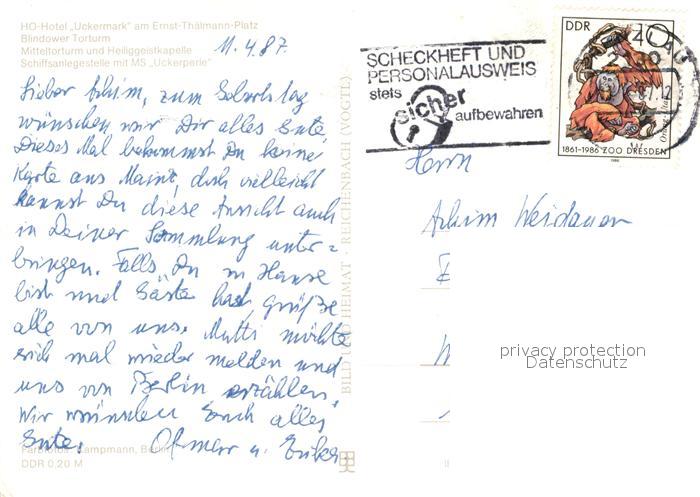 HO-Hotel „Uckermark" am Ernst-Thälmann-Platz
Blindower Torturm
Mitteltorturm und Heiliggeistkapelle
Schiffsanlegestelle mit MS „Uckerperle"
11.4.87.
Lieber Achim, zum Geburtstag
wünschen wir Dir alles Gute.
Dieses Mal bekommst Du keine
Karte aus Mainz, doch vielleicht
kannst Du diese Ansicht auch
in Deiner Sammlung unter=
bringen. Falls Du zu Hause
bist und Gäste hast, grüße
alle von uns. Mutti möchte
sich mal wieder melden und
uns von Berlin erzählen.
Wir wünschen Euch alles
Gute.
Farbfotos: Kampmann, Berlin
DDR 0,20 M
BILD UND HEIMAT · REICHENBACH (VOGTL)
SCHECKHEFT UND
PERSONALAUSWEIS
stets
sicher
aufbewahren
DDR
10
1861-1986 ZOO DRESDEN
1986
Herrn
Achim Weidauer
privacy protection
Datenschutz